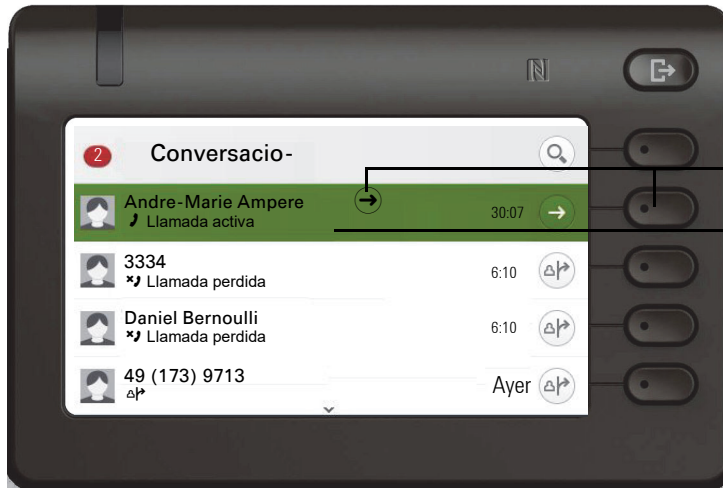 2 Conversacio-
Andre-Marie Ampere
Llamada activa 30:07
3334
Llamada perdida 6:10
Daniel Bernoulli
Llamada perdida 6:10
49 (173) 9713
Ayer